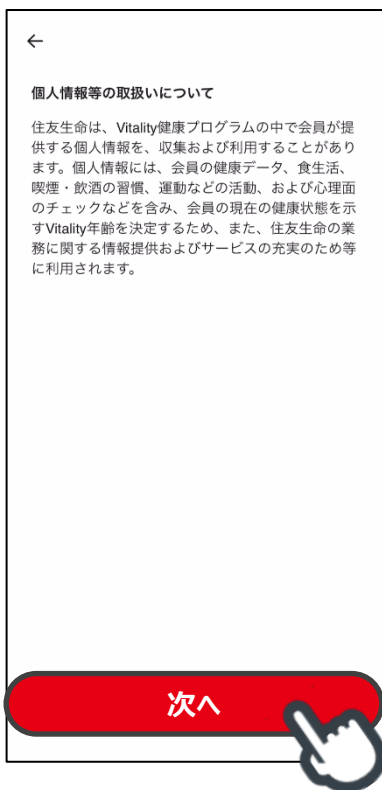 個人情報等の取扱いについて
住友生命は、Vitality健康プログラムの中で会員が提
供する個人情報を、収集および利用することがあり
ます。個人情報には、会員の健康データ、食生活、
喫煙・飲酒の習慣、運動などの活動、および心理面
のチェックなどを含み、会員の現在の健康状態を示
すVitality年齢を決定するため、また、住友生命の業
務に関する情報提供およびサービスの充実のため等
に利用されます。
次へ